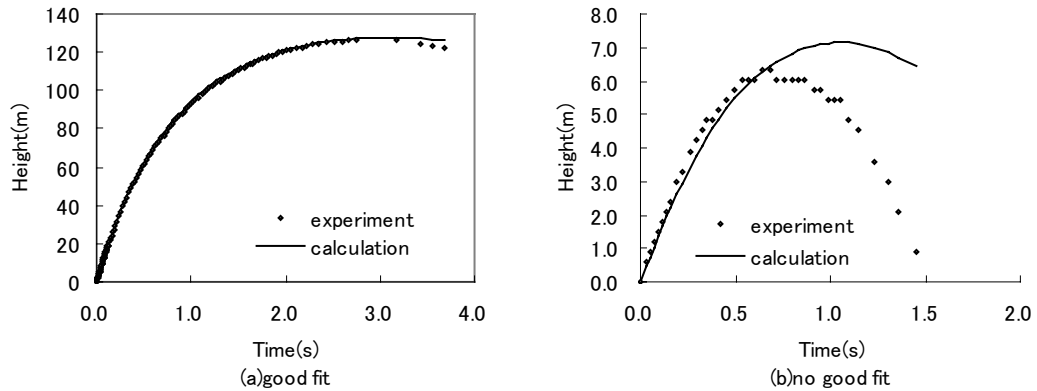 140
120
100
80
60
40
20
0
Height(m)
experiment
calculation
0.0 1.0 2.0 3.0 4.0
Time(s)
(a)good fit
8.0
7.0
6.0
5.0
4.0
3.0
2.0
1.0
0.0
Height(m)
experiment
calculation
0.0 0.5 1.0 1.5 2.0
Time(s)
(b)no good fit